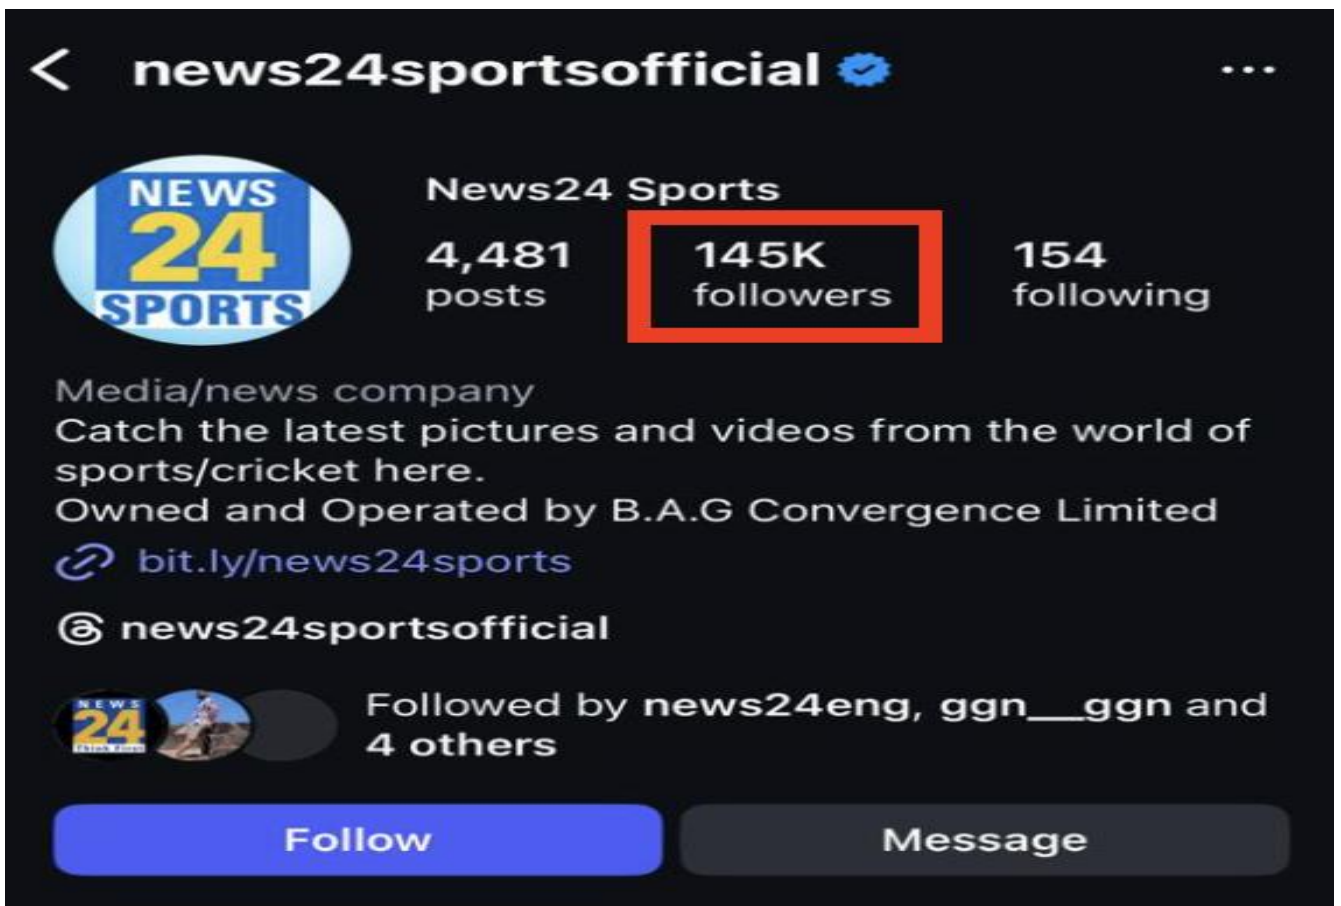 news24sportsofficial
NEWS
24
SPORTS
News24 Sports
4,481 posts
145K followers
154 following
Media/news company
Catch the latest pictures and videos from the world of
sports/cricket here.
Owned and Operated by B.A.G Convergence Limited
bit.ly/news24sports
news24sportsofficial
NEWS
24
Think First
Followed by news24eng, ggn__ggn and
4 others
Follow
Message